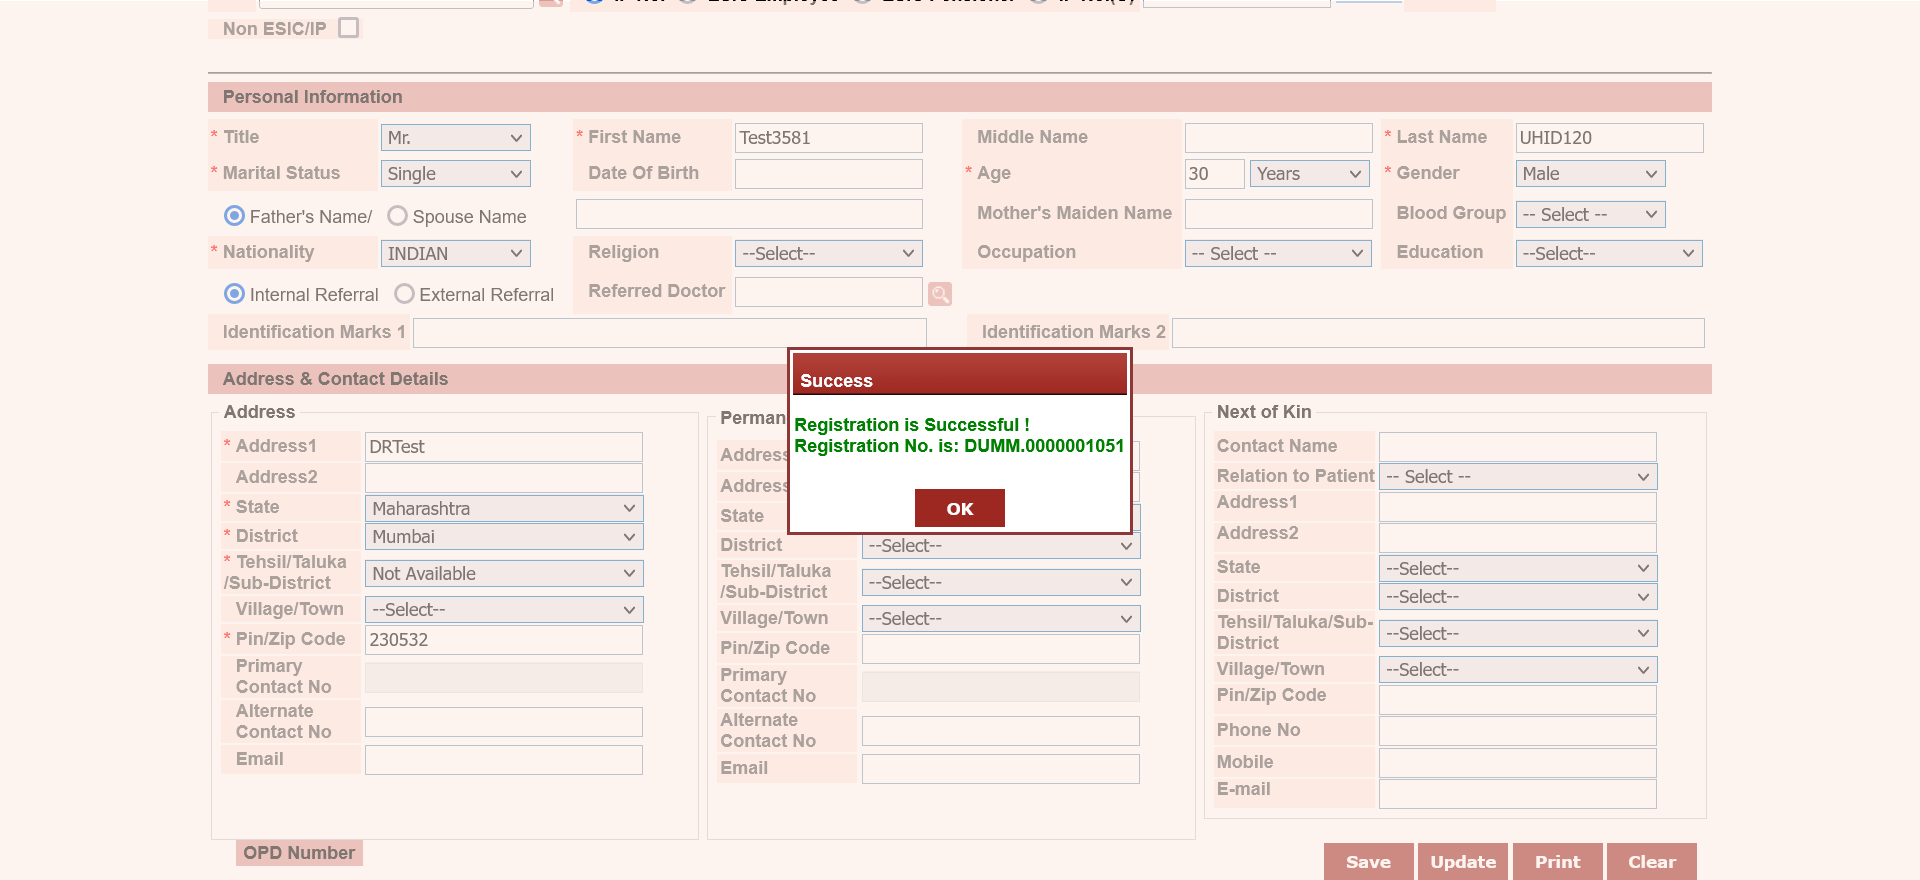 Non ESIC/IP
Personal Information
* Title Mr. * First Name Test3581 Middle Name * Last Name UHID120
* Marital Status Single Date Of Birth * Age 30 Years * Gender Male
Father's Name/ Spouse Name Mother's Maiden Name Blood Group -- Select --
* Nationality INDIAN Religion --Select-- Occupation -- Select -- Education --Select--
Internal Referral External Referral Referred Doctor
Identification Marks 1 Identification Marks 2
Address & Contact Details
Success
Registration is Successful !
Registration No. is: DUMM.0000001051
OK
Address
* Address1 DRTest
Address2
* State Maharashtra
* District Mumbai
* Tehsil/Taluka
/Sub-District Not Available
Village/Town --Select--
* Pin/Zip Code 230532
Primary
Contact No
Alternate
Contact No
Email
Perman
Addres
Addres
State
District --Select--
Tehsil/Taluka
/Sub-District --Select--
Village/Town --Select--
Pin/Zip Code
Primary
Contact No
Alternate
Contact No
Email
Next of Kin
Contact Name
Relation to Patient -- Select --
Address1
Address2
State --Select--
District --Select--
Tehsil/Taluka/Sub-
District --Select--
Village/Town --Select--
Pin/Zip Code
Phone No
Mobile
E-mail
OPD Number
Save Update Print Clear